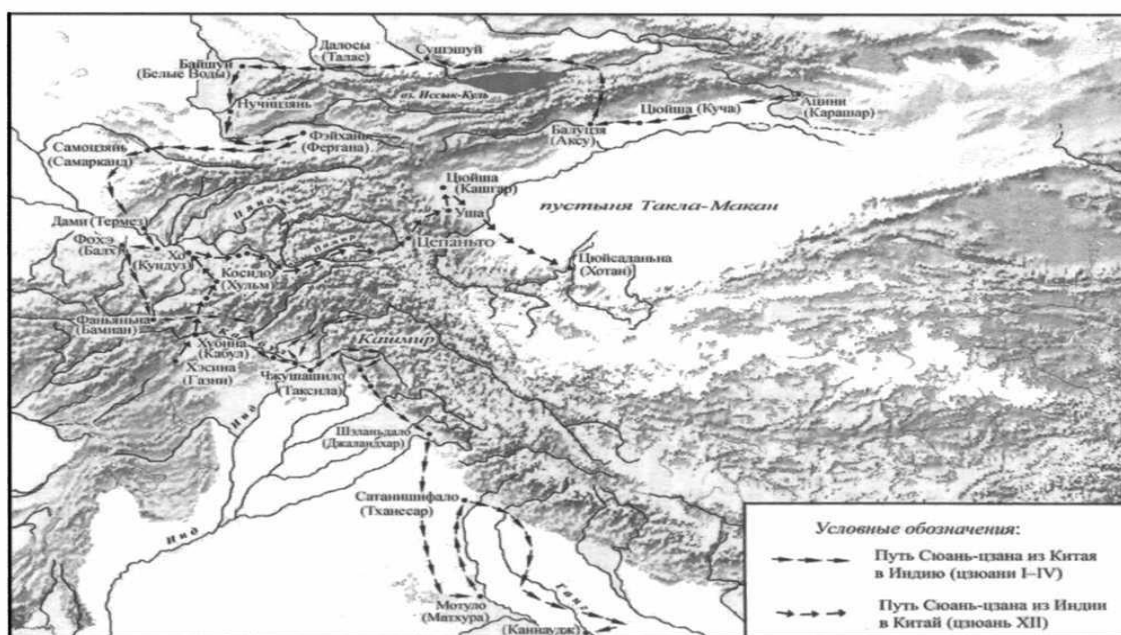 Далосы
(Талас)
Сушэшуй
Байшуй
(Белые Воды)
оз. Иссык-Куль
Нучицзянь
Цюйша (Куча)
Ацини
(Карашар)
Балуцзя
(Аксу)
Фэйхань
(Фергана)
Самоцзянь
(Самарканд)
Цюйша
(Кашгар)
Уша
пустыня Такла-Макан
Дами (Термез)
Пяндж
Памир
Цепаньто
Фохэ
(Балх)
Хо
(Кундуз)
Косидо
(Хульм)
Цюйсаданьна
(Хотан)
Фаньяньна
(Бамиан)
Хубина
(Кабул)
Кашмир
Хэсина
(Газни)
Чжушашило
(Таксила)
Инд
Шэланьдало
(Джаландхар)
Сатанишифало
(Тханесар)
Инд
Условные обозначения:
Путь Сюань-цзана из Китая
в Индию (цзюани I–IV)
Ганг
Мотуло
(Матхура)
Путь Сюань-цзана из Индии
в Китай (цзюань XII)
(Каннаудж)